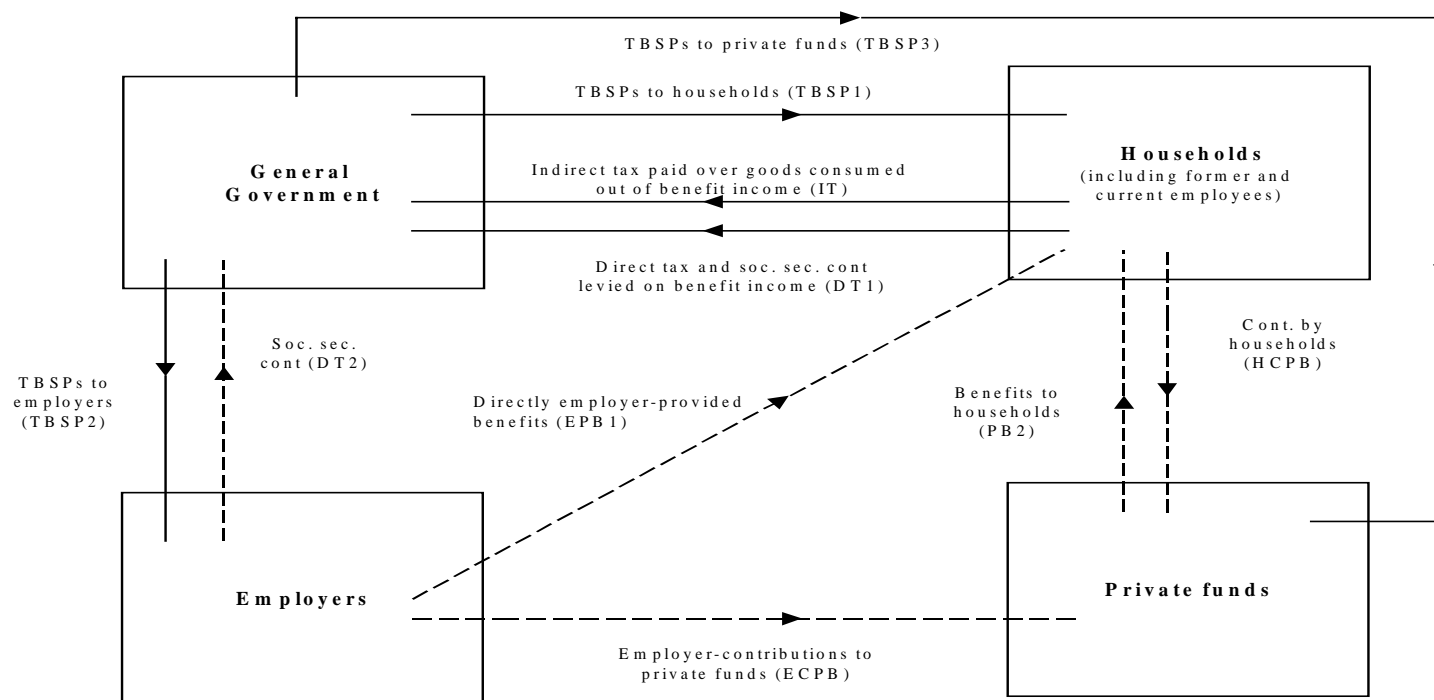 TBSPs to private funds (TBSP3)
TBSPs to households (TBSP1)
General
Government
Households
(including former and
current employees)
Indirect tax paid over goods consumed
out of benefit income (IT)
Direct tax and soc. sec. cont
levied on benefit income (DT1)
Soc. sec.
cont (DT2)
TBSPs to
employers
(TBSP2)
Directly employer-provided
benefits (EPB1)
Benefits to
households
(PB2)
Cont. by
households
(HCPB)
Employers
Private funds
Employer-contributions to
private funds (ECPB)